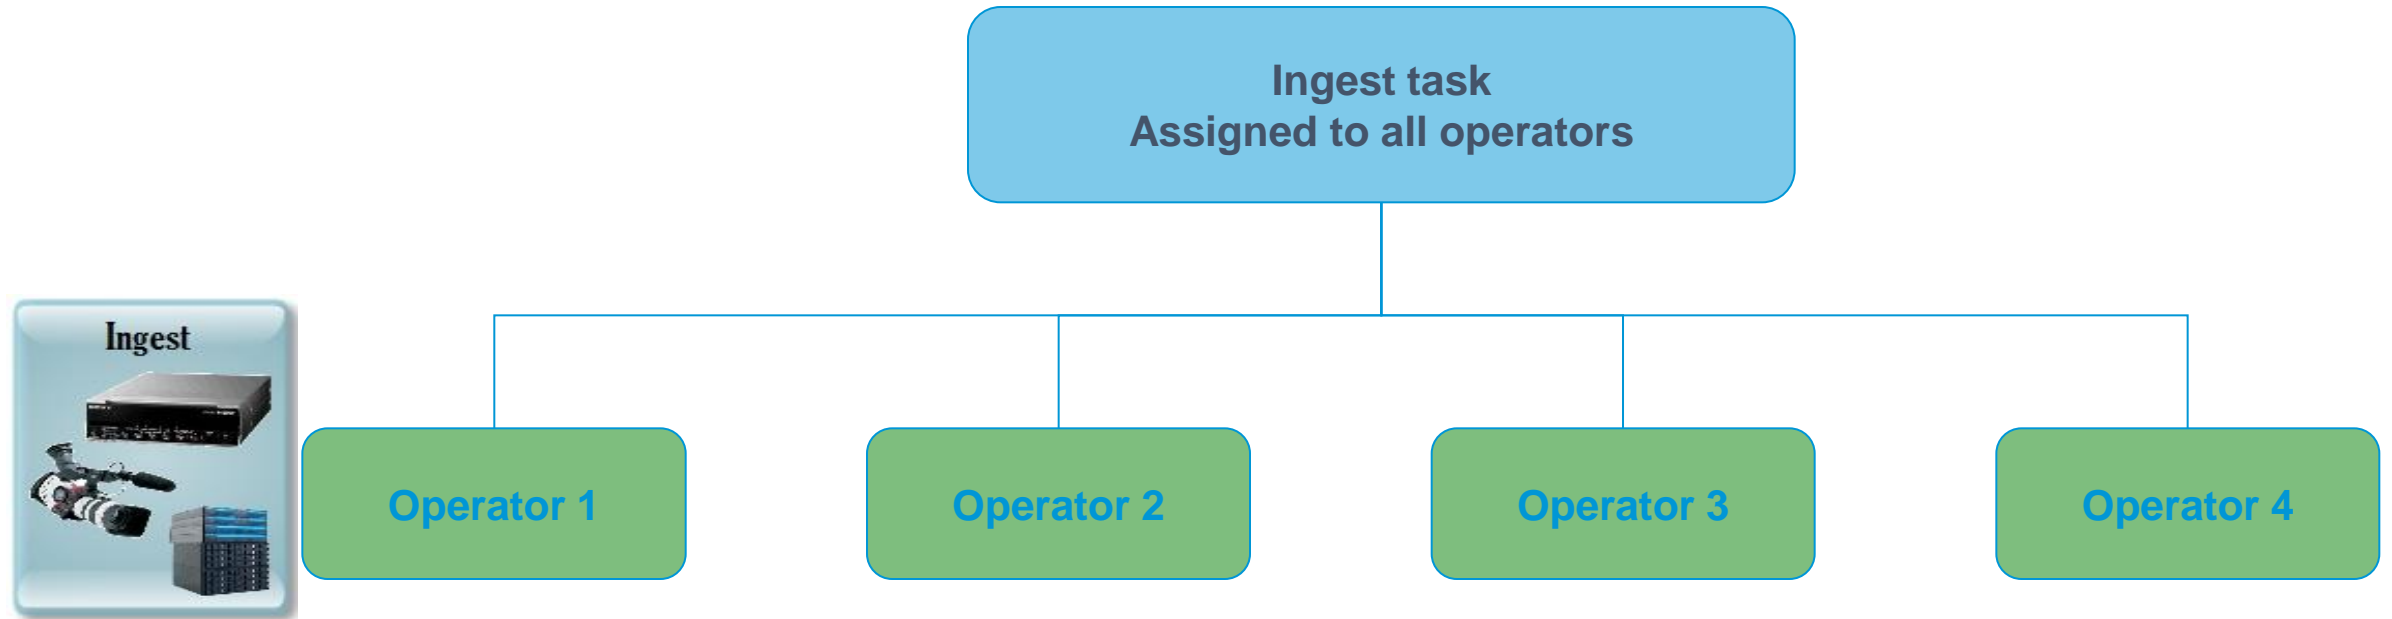 Ingest task
Assigned to all operators
Ingest
Operator 1
Operator 2
Operator 3
Operator 4